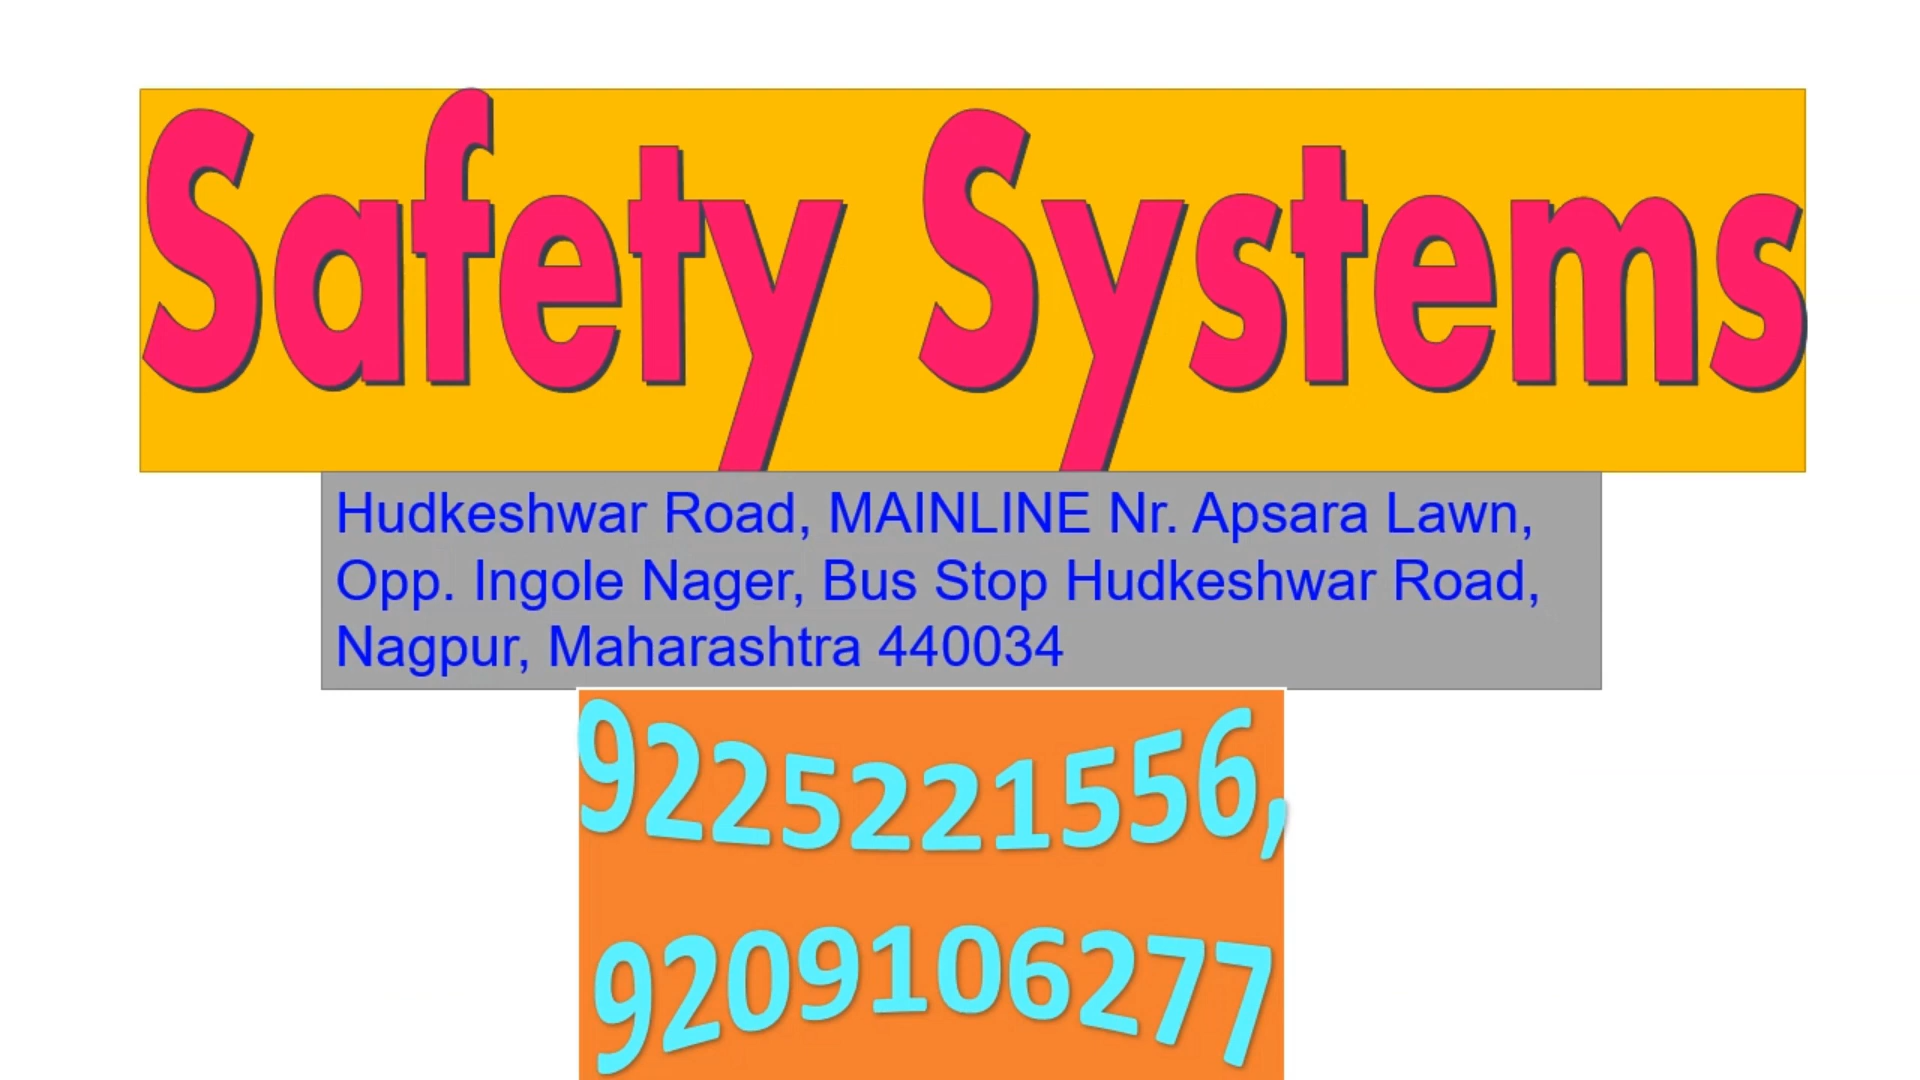 Safety Systems
Hudkeshwar Road, MAINLINE Nr. Apsara Lawn,
Opp. Ingole Nager, Bus Stop Hudkeshwar Road,
Nagpur, Maharashtra 440034
9225221556,
9209106277